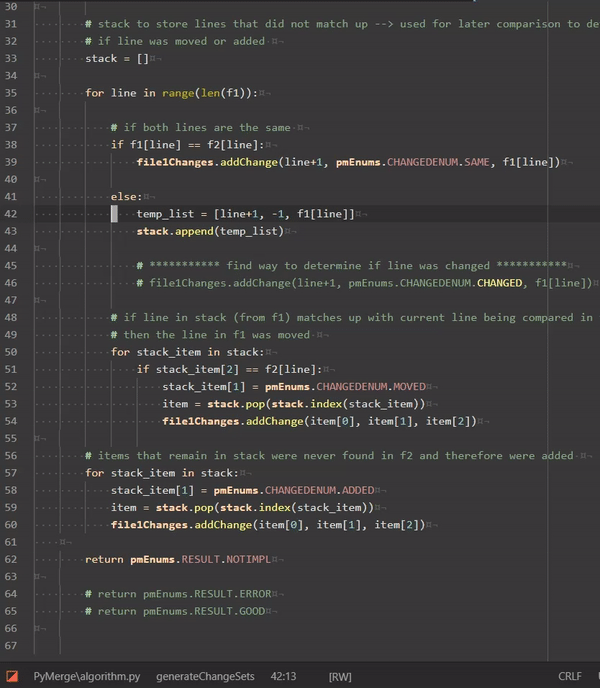 30
31 # stack to store lines that did not match up --> used for later comparison to de
32 # if line was moved or added
33 stack = []
34
35 for line in range(len(f1)):
36
37 # if both lines are the same
38 if f1[line] == f2[line]:
39 file1Changes.addChange(line+1, pmEnums.CHANGEDENUM.SAME, f1[line])
40
41 else:
42 temp_list = [line+1, -1, f1[line]]
43 stack.append(temp_list)
44
45 # *********** find way to determine if line was changed ***********
46 # file1Changes.addChange(line+1, pmEnums.CHANGEDENUM.CHANGED, f1[line])
47
48 # if line in stack (from f1) matches up with current line being compared in
49 # then the line in f1 was moved
50 for stack_item in stack:
51 if stack_item[2] == f2[line]:
52 stack_item[1] = pmEnums.CHANGEDENUM.MOVED
53 item = stack.pop(stack.index(stack_item))
54 file1Changes.addChange(item[0], item[1], item[2])
55
56 # items that remain in stack were never found in f2 and therefore were added
57 for stack_item in stack:
58 stack_item[1] = pmEnums.CHANGEDENUM.ADDED
59 item = stack.pop(stack.index(stack_item))
60 file1Changes.addChange(item[0], item[1], item[2])
61
62 return pmEnums.RESULT.NOTIMPL
63
64 # return pmEnums.RESULT.ERROR
65 # return pmEnums.RESULT.GOOD
66
67
PyMerge\algorithm.py generateChangeSets 42:13 [RW] CRLF